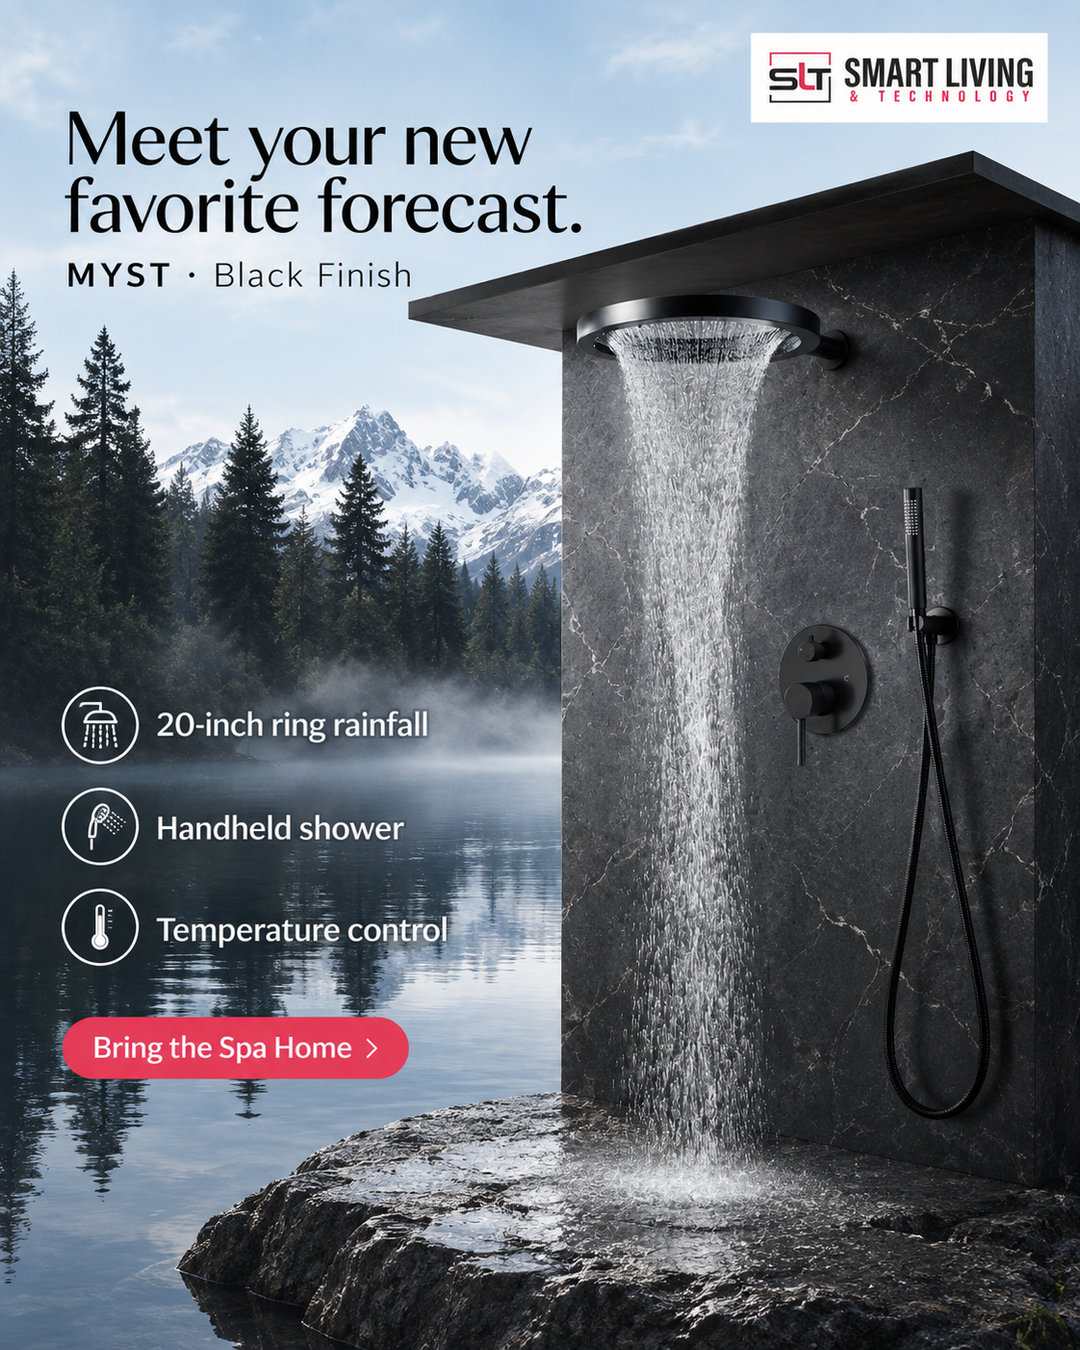 SLT SMART LIVING
& TECHNOLOGY
Meet your new
favorite forecast.
MYST · Black Finish
20-inch ring rainfall
Handheld shower
Temperature control
Bring the Spa Home >